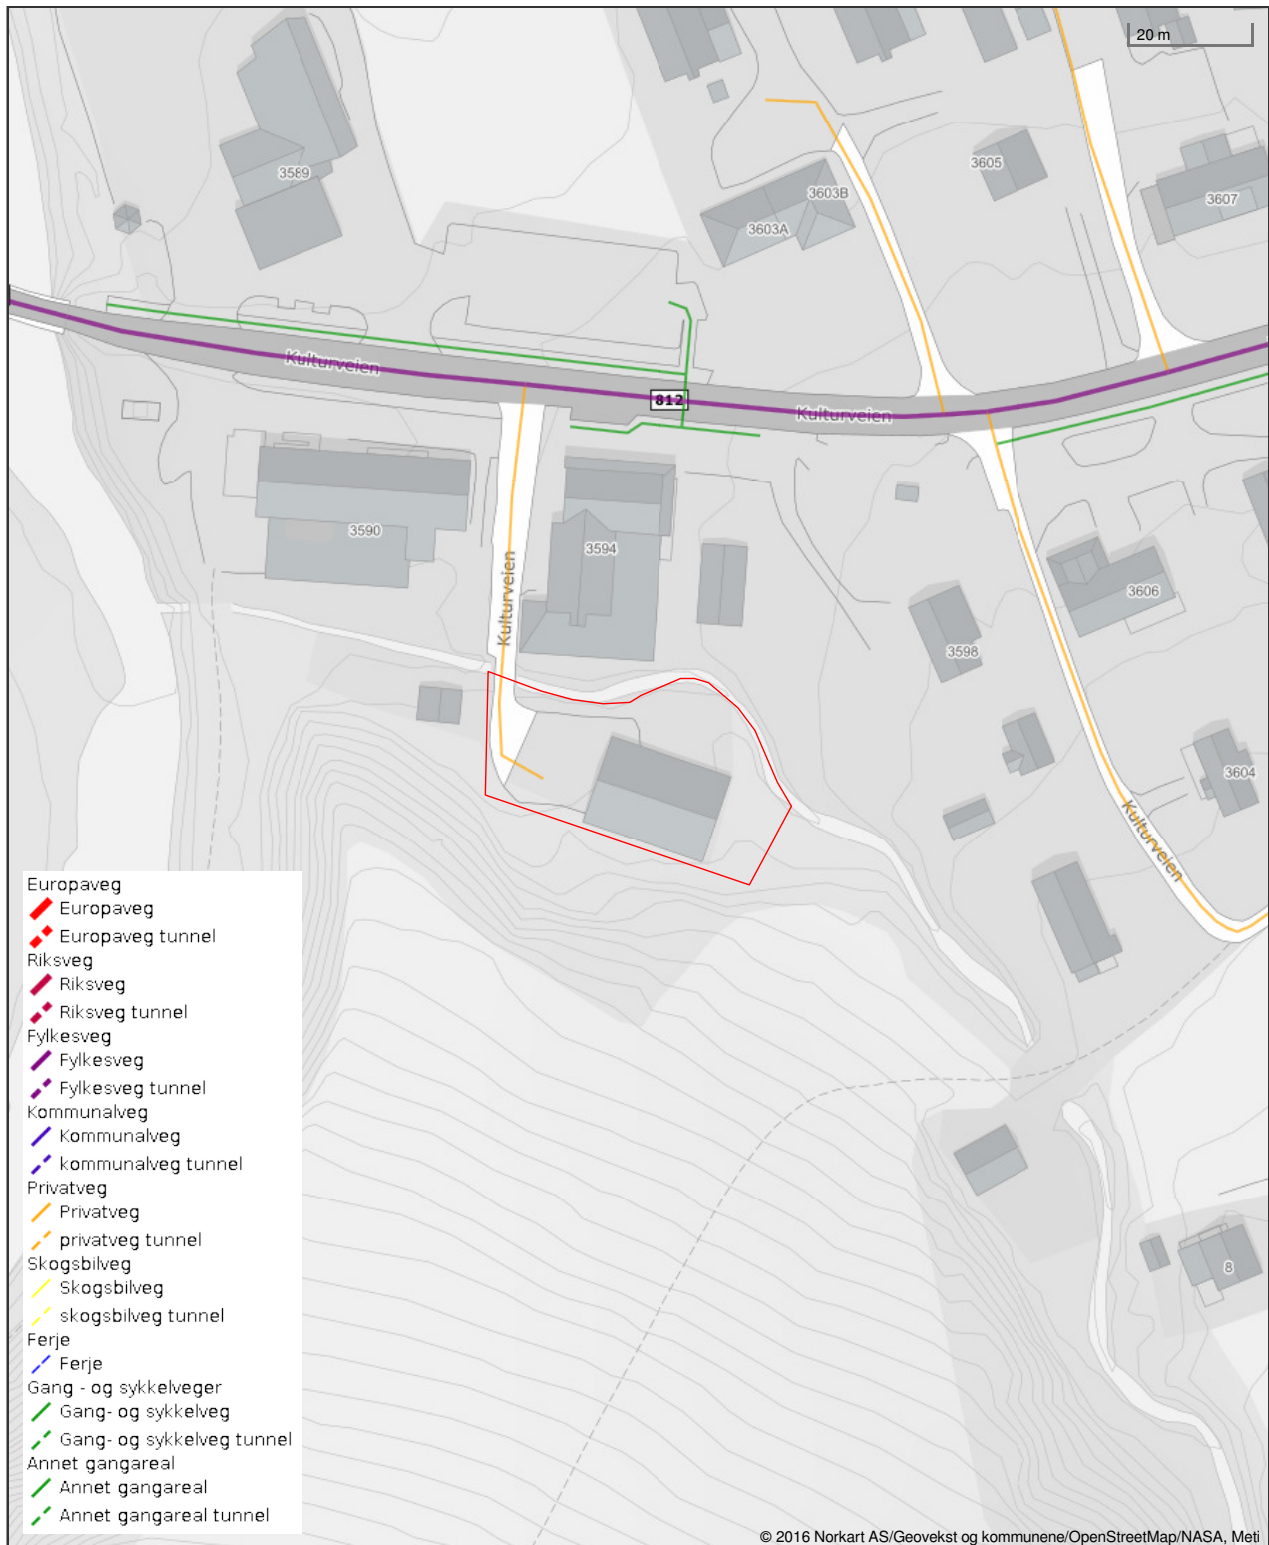 20 m
3589
3605
3603B
3607
3603A
Kulturveien
812
Kulturveien
3590
3594
Kulturveien
3606
3598
3604
Kulturveien
Europaveg
Europaveg
Europaveg tunnel
Riksveg
Riksveg
Riksveg tunnel
Fylkesveg
Fylkesveg
Fylkesveg tunnel
Kommunalveg
Kommunalveg
kommunalveg tunnel
Privatveg
Privatveg
privatveg tunnel
Skogsbilveg
Skogsbilveg
skogsbilveg tunnel
Ferje
Ferje
Gang - og sykkelveger
Gang- og sykkelveg
Gang- og sykkelveg tunnel
Annet gangareal
Annet gangareal
Annet gangareal tunnel
8
© 2016 Norkart AS/Geovekst og kommunene/OpenStreetMap/NASA, Meti